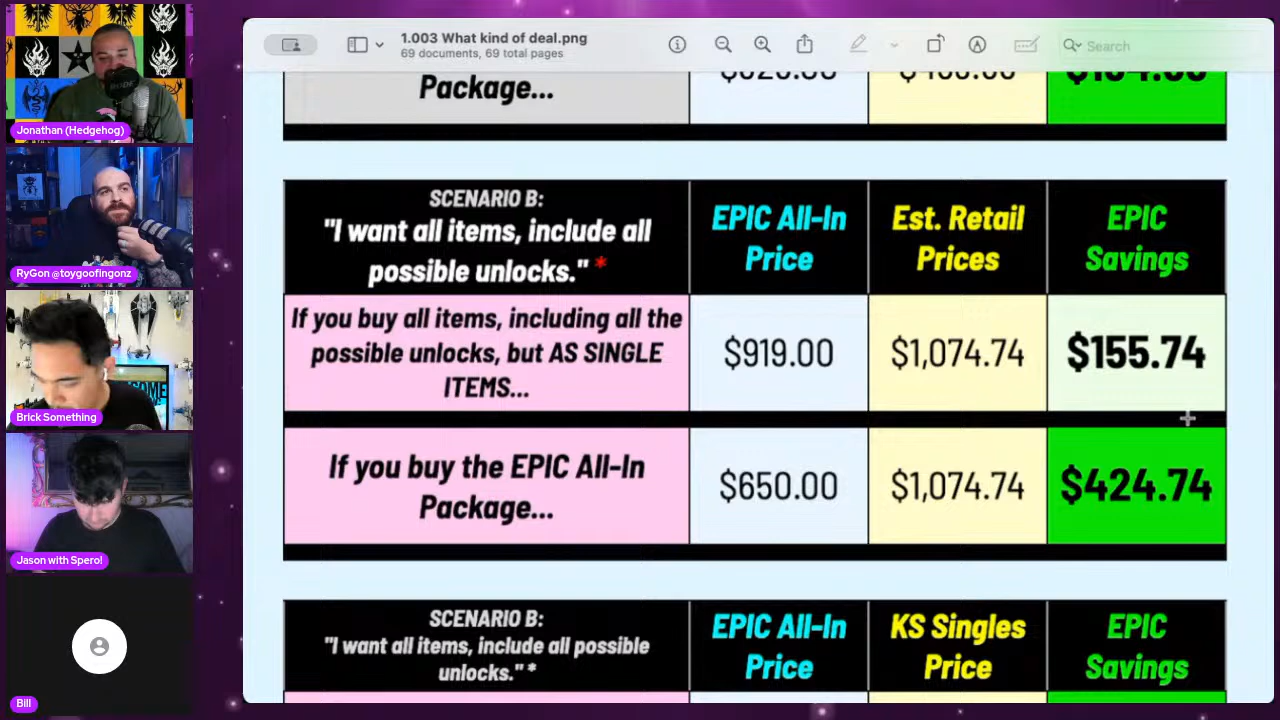 Jonathan (Hedgehog)
RyGon @toygoofingonz
Brick Something
Jason with Spero!
Bill
1.003 What kind of deal.png
69 documents, 69 total pages
Search
Package...
SCENARIO B:
"I want all items, include all
possible unlocks." *
EPIC All-In
Price
Est. Retail
Prices
EPIC
Savings
If you buy all items, including all the
possible unlocks, but AS SINGLE
ITEMS...
$919.00
$1,074.74
$155.74
If you buy the EPIC All-In
Package...
$650.00
$1,074.74
$424.74
SCENARIO B:
"I want all items, include all possible
unlocks." *
EPIC All-In
Price
KS Singles
Price
EPIC
Savings